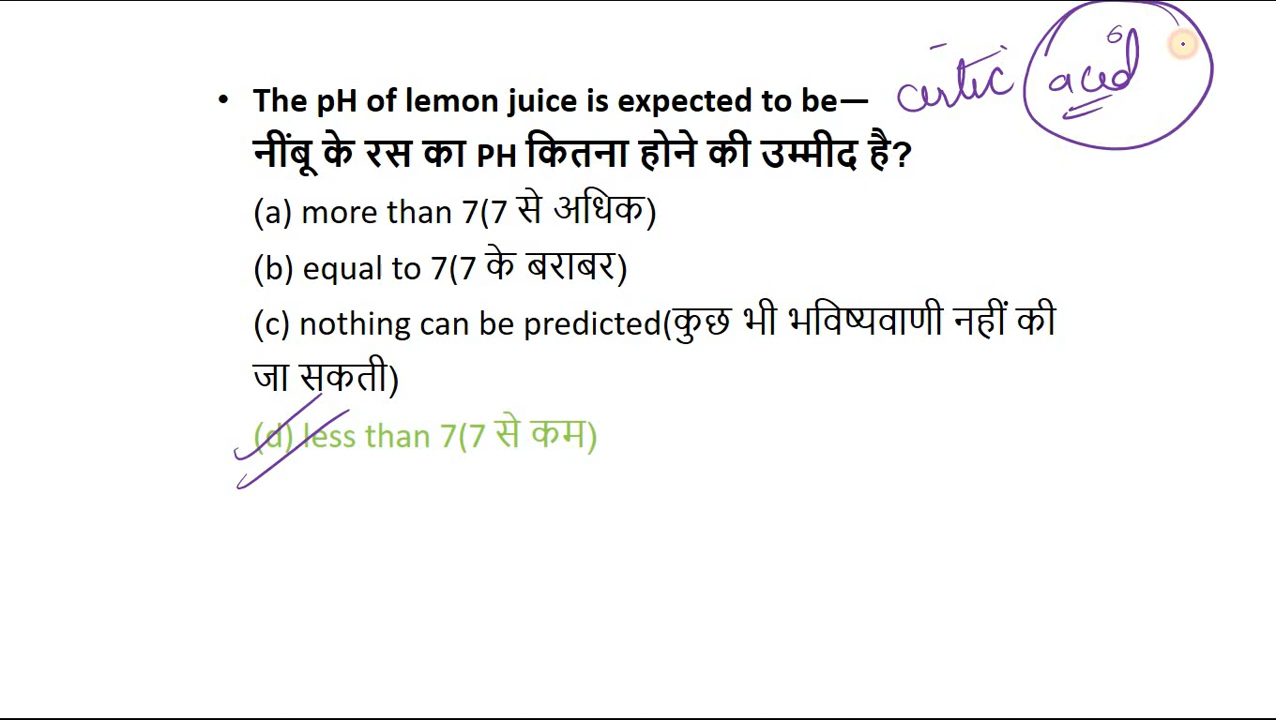 • The pH of lemon juice is expected to be—
acid
6
नींबू के रस का PH कितना होने की उम्मीद है?
(a) more than 7(7 से अधिक)
(b) equal to 7(7 के बराबर)
(c) nothing can be predicted(कुछ भी भविष्यवाणी नहीं की
जा सकती)
(d) less than 7(7 से कम)